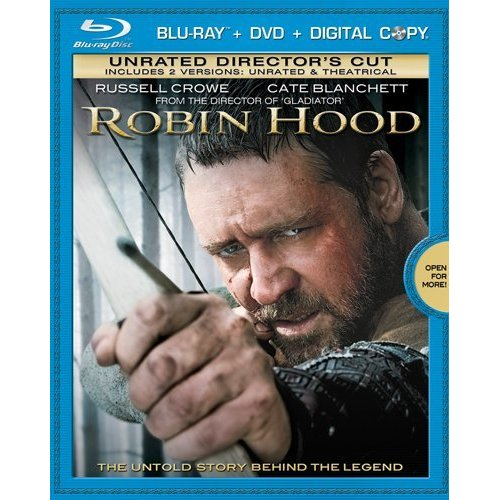 Blu-ray Disc
BLU-RAY + DVD + DIGITAL COPY
UNRATED DIRECTOR'S CUT
INCLUDES 2 VERSIONS: UNRATED & THEATRICAL
RUSSELL CROWE CATE BLANCHETT
FROM THE DIRECTOR OF 'GLADIATOR'
ROBIN HOOD
OPEN
FOR
MORE!
THE UNTOLD STORY BEHIND THE LEGEND